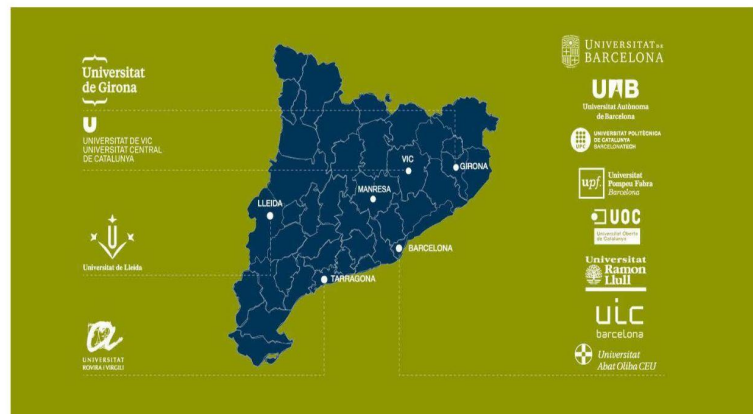 Universitat
de Girona
U
UNIVERSITAT DE VIC
UNIVERSITAT CENTRAL
DE CATALUNYA
Universitat de Lleida
UNIVERSITAT
ROVIRA I VIRGILI
VIC
GIRONA
MANRESA
LLEIDA
BARCELONA
TARRAGONA
UNIVERSITAT DE
BARCELONA
UAB
Universitat Autònoma
de Barcelona
UPC
UNIVERSITAT POLITÈCNICA
DE CATALUNYA
BARCELONATECH
upf.
Universitat
Pompeu Fabra
Barcelona
UOC
Universitat Oberta
de Catalunya
Universitat
Ramon
Llull
uic
barcelona
Universitat
Abat Oliba CEU